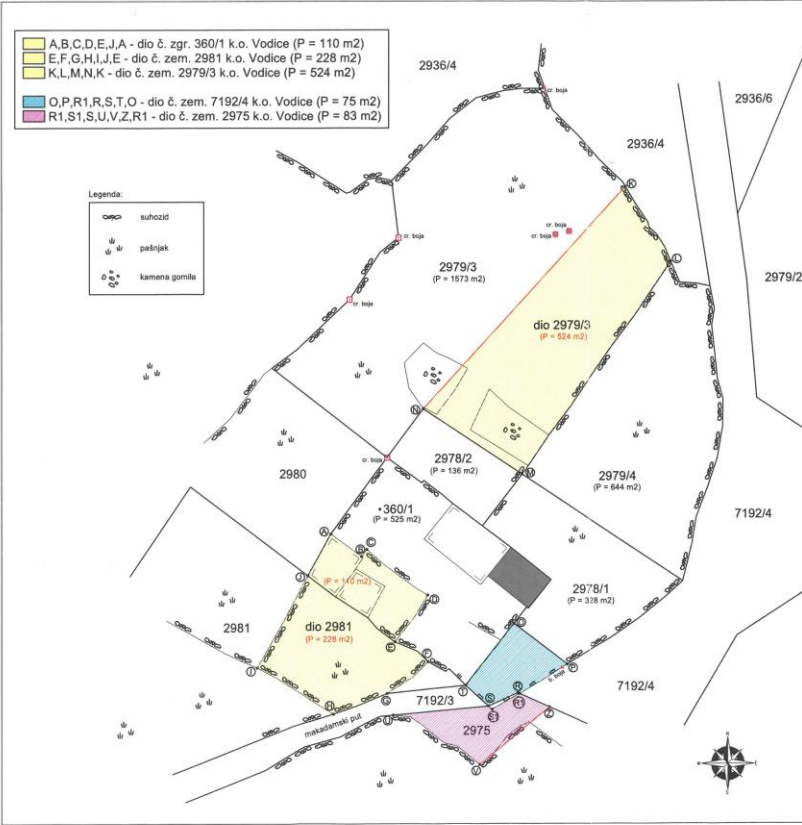 A,B,C,D,E,J,A - dio č. zgr. 360/1 k.o. Vodice (P = 110 m2)
E,F,G,H,I,J,E - dio č. zem. 2981 k.o. Vodice (P = 228 m2)
K,L,M,N,K - dio č. zem. 2979/3 (P = 524 m2)
O,P,R1,R,S,T,O - dio č. zem. 7192/4 k.o. Vodice (P = 75 m2)
R1,S1,S,U,V,Z,R1 - dio č. zem. 2975 k.o. Vodice (P = 83 m2)
2936/4
cr. boja
2936/6
2936/4
Legenda:
suhozid
pašnjak
kamena gomila
K
cr. boja
cr. boja
cr. boja
2979/3
(P = 1573 m2)
L
2979/2
cr. boja
dio 2979/3
(P = 524 m2)
N
2978/2
(P = 136 m2)
cr. boja
M
2980
2979/4
(P = 644 m2)
360/1
(P = 525 m2)
7192/4
A
B
C
J
(P = 110 m2)
D
2978/1
(P = 328 m2)
2981
dio 2981
(P = 228 m2)
O
E
F
I
P
b. boja
T
R
7192/4
H
G
7192/3
S
R1
U
S1
Z
makadamski put
2975
V
N
W
E
S